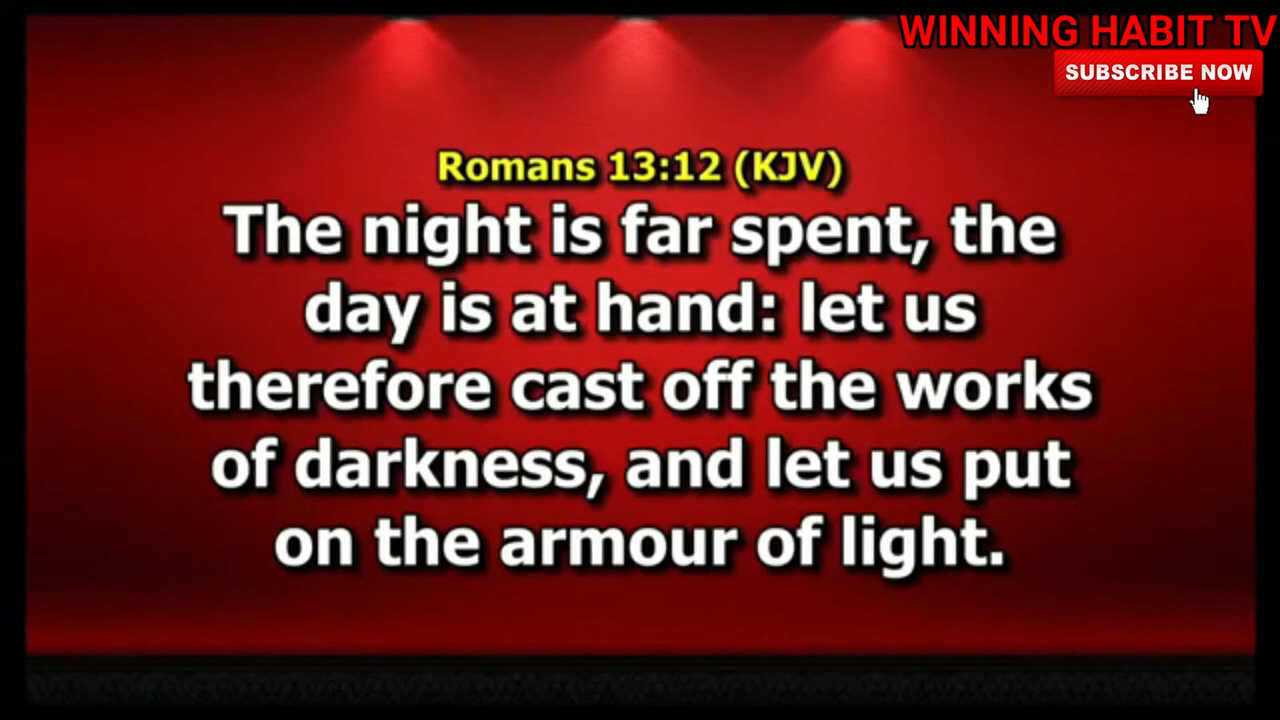 WINNING HABIT TV
SUBSCRIBE NOW
Romans 13:12 (KJV)
The night is far spent, the
day is at hand: let us
therefore cast off the works
of darkness, and let us put
on the armour of light.